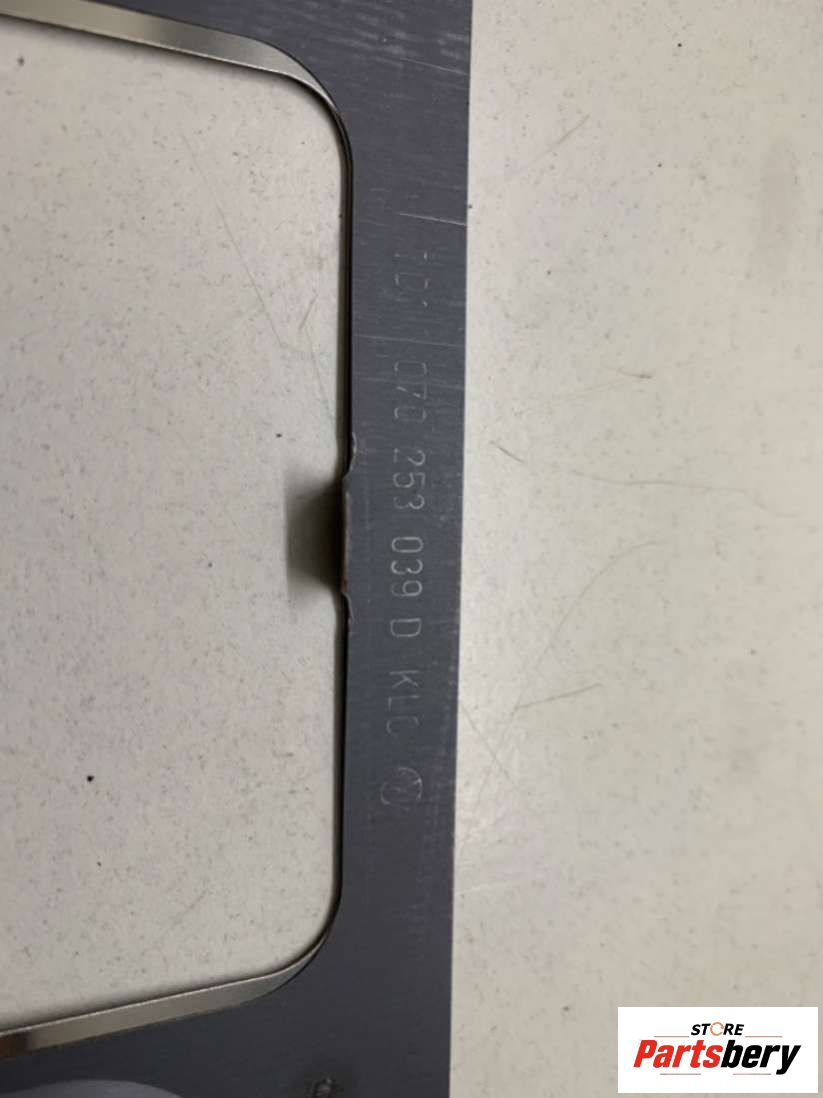 070 253 039 D KLC
STORE
Partsbery